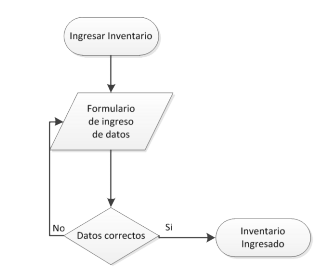 Ingresar Inventario
Formulario
de ingreso
de datos
No
Datos correctos
Si
Inventario
Ingresado